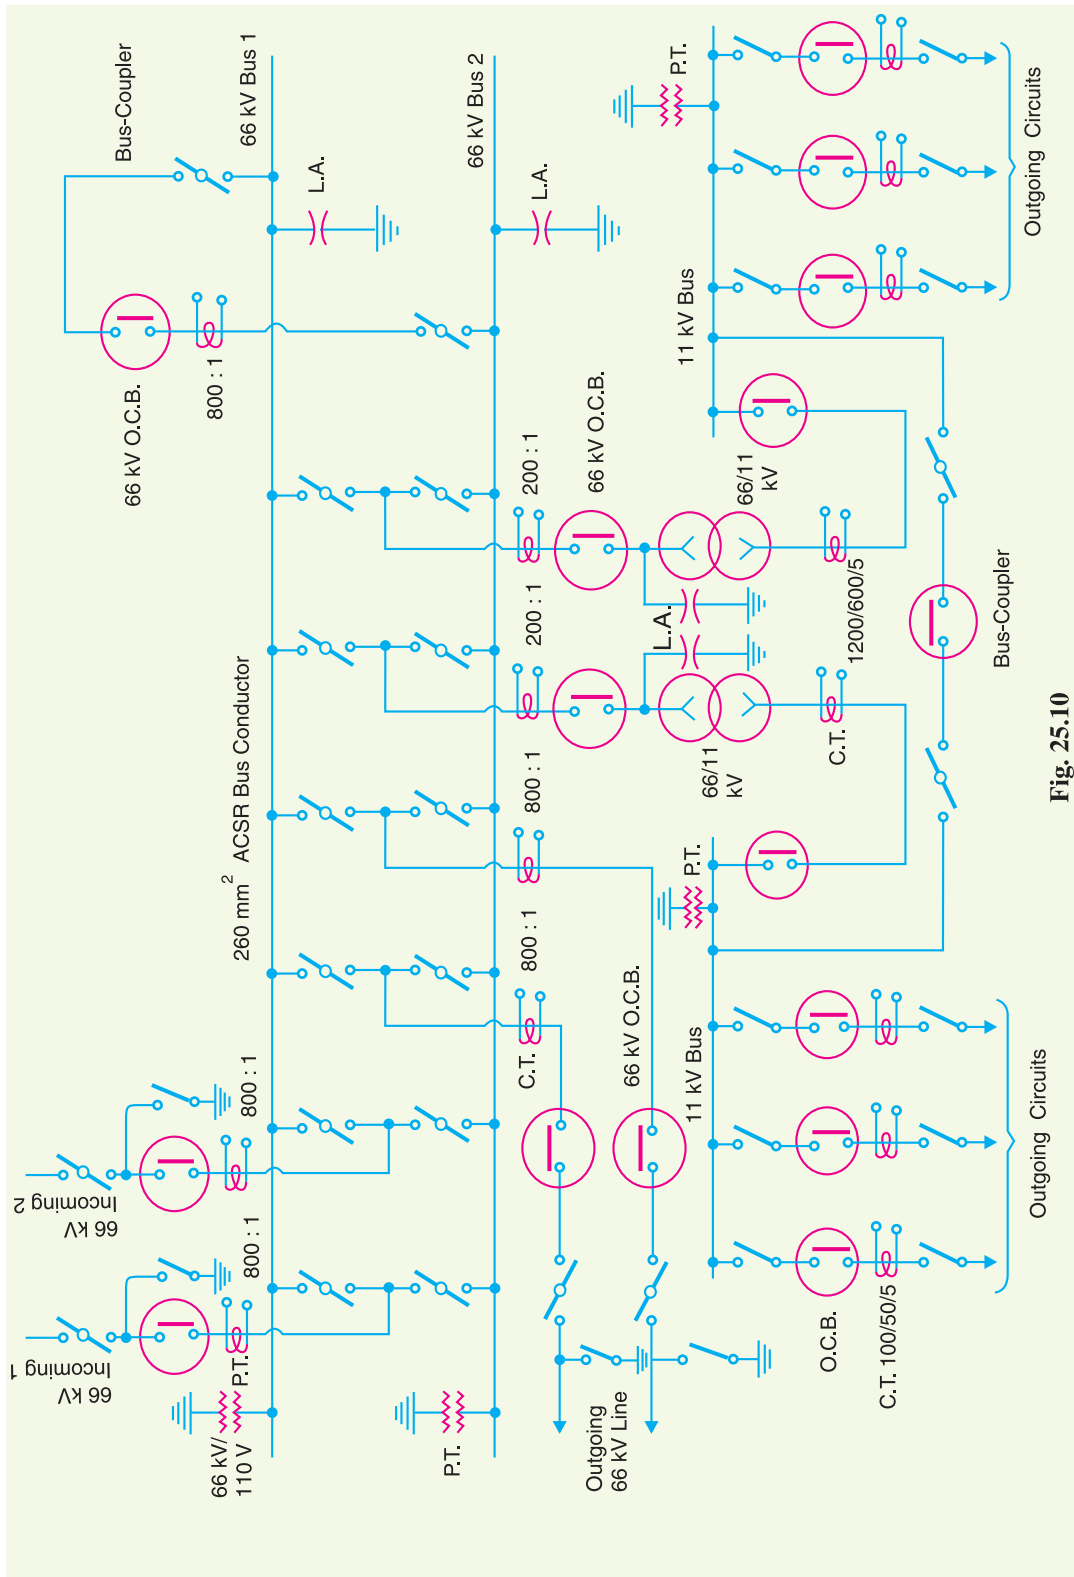 66 kV
Incoming 1
66 kV
Incoming 2
66 kV/
110 V
P.T.
800 : 1
800 : 1
260 mm2 ACSR Bus Conductor
66 kV O.C.B.
800 : 1
Bus-Coupler
66 kV Bus 1
L.A.
P.T.
66 kV Bus 2
L.A.
C.T.
800 : 1
800 : 1
200 : 1
200 : 1
66 kV O.C.B.
66 kV O.C.B.
Outgoing
66 kV Line
L.A.
66/11
kV
66/11
kV
11 kV Bus
P.T.
11 kV Bus
P.T.
C.T.
1200/600/5
O.C.B.
C.T. 100/50/5
Outgoing Circuits
Bus-Coupler
Outgoing Circuits
Fig. 25.10